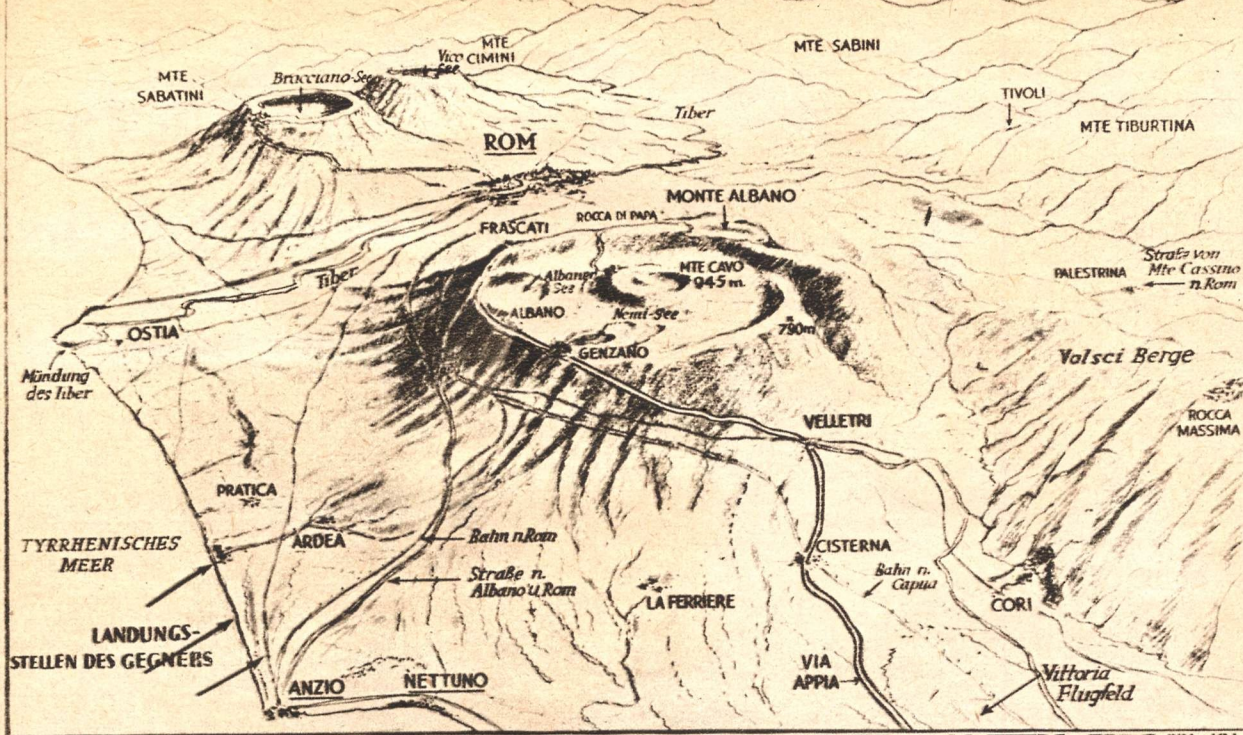 MTE
CIMINI
Vico
See
MTE SABINI
MTE
SABATINI
Bracciano-See
Tiber
TIVOLI
MTE TIBURTINA
ROM
MONTE ALBANO
ROCCA DI PAPA
FRASCATI
Straße von
Mte Cassino
n. Rom
PALESTRINA
MTE CAVO
945 m.
Albaner
See
Tiber
ALBANO
Nemi-See
790m
OSTIA
GENZANO
Volsci Berge
Mündung
des Tiber
ROCCA
MASSIMA
VELLETRI
PRATICA
TYRRHENISCHES
MEER
ARDEA
Bahn n. Rom
CISTERNA
Straße n.
Albano u. Rom
Bahn n.
Capua
LA FERRIERE
CORI
LANDUNGS-
STELLEN DES GEGNERS
VIA
APPIA
Vittoria
Flugfeld
ANZIO
NETTUNO